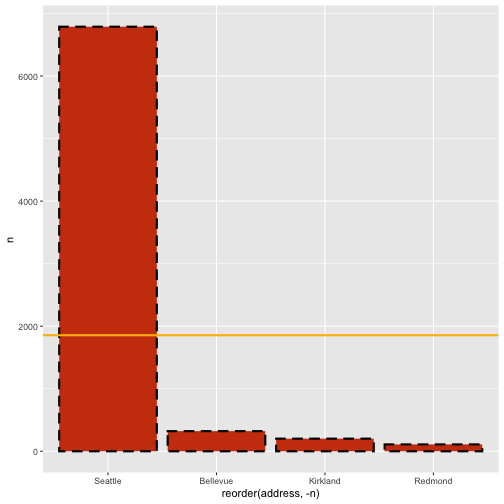 6000
4000
2000
0
n
Seattle Bellevue Kirkland Redmond
reorder(address, -n)